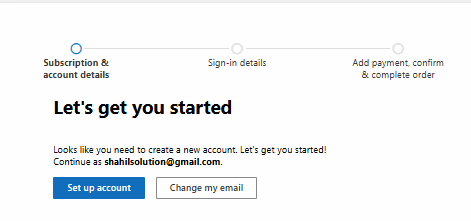 Subscription &
account details
Sign-in details
Add payment, confirm
& complete order
Let's get you started
Looks like you need to create a new account. Let's get you started!
Continue as shahilsolution@gmail.com.
Set up account
Change my email